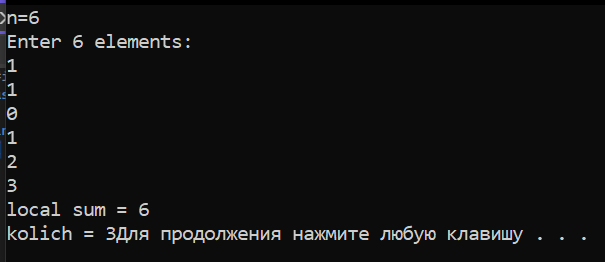 n=6
Enter 6 elements:
1
1
0
1
2
3
local sum = 6
kolich = 3Для продолжения нажмите любую клавишу . . .